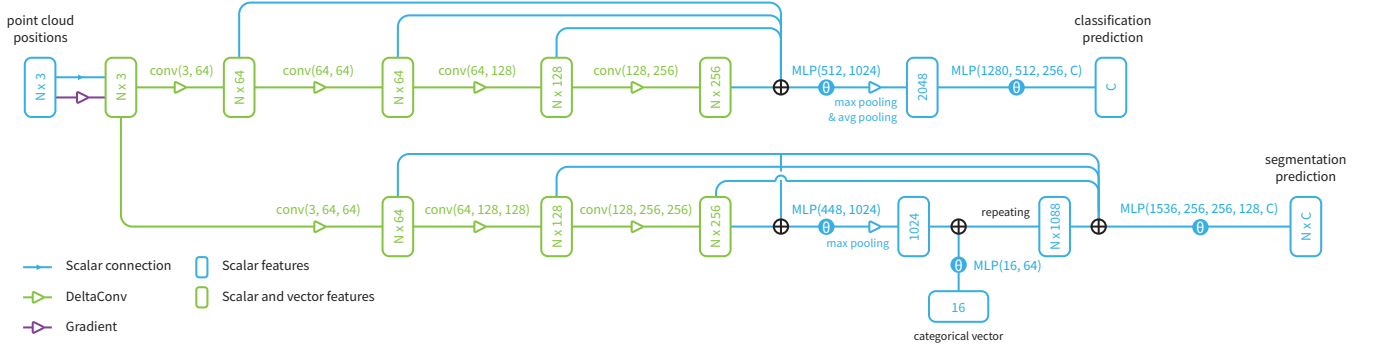 point cloud
positions
N x 3
N x 3
conv(3, 64)
N x 64
conv(64, 64)
N x 64
conv(64, 128)
N x 128
conv(128, 256)
N x 256
MLP(512, 1024)
θ
max pooling
& avg pooling
2048
MLP(1280, 512, 256, C)
θ
classification
prediction
C
conv(3, 64, 64)
N x 64
conv(64, 128, 128)
N x 128
conv(128, 256, 256)
N x 256
MLP(448, 1024)
θ
max pooling
1024
repeating
N x 1088
MLP(1536, 256, 256, 128, C)
θ
segmentation
prediction
N x C
θ
MLP(16, 64)
16
categorical vector
Scalar connection
Scalar features
DeltaConv
Scalar and vector features
Gradient